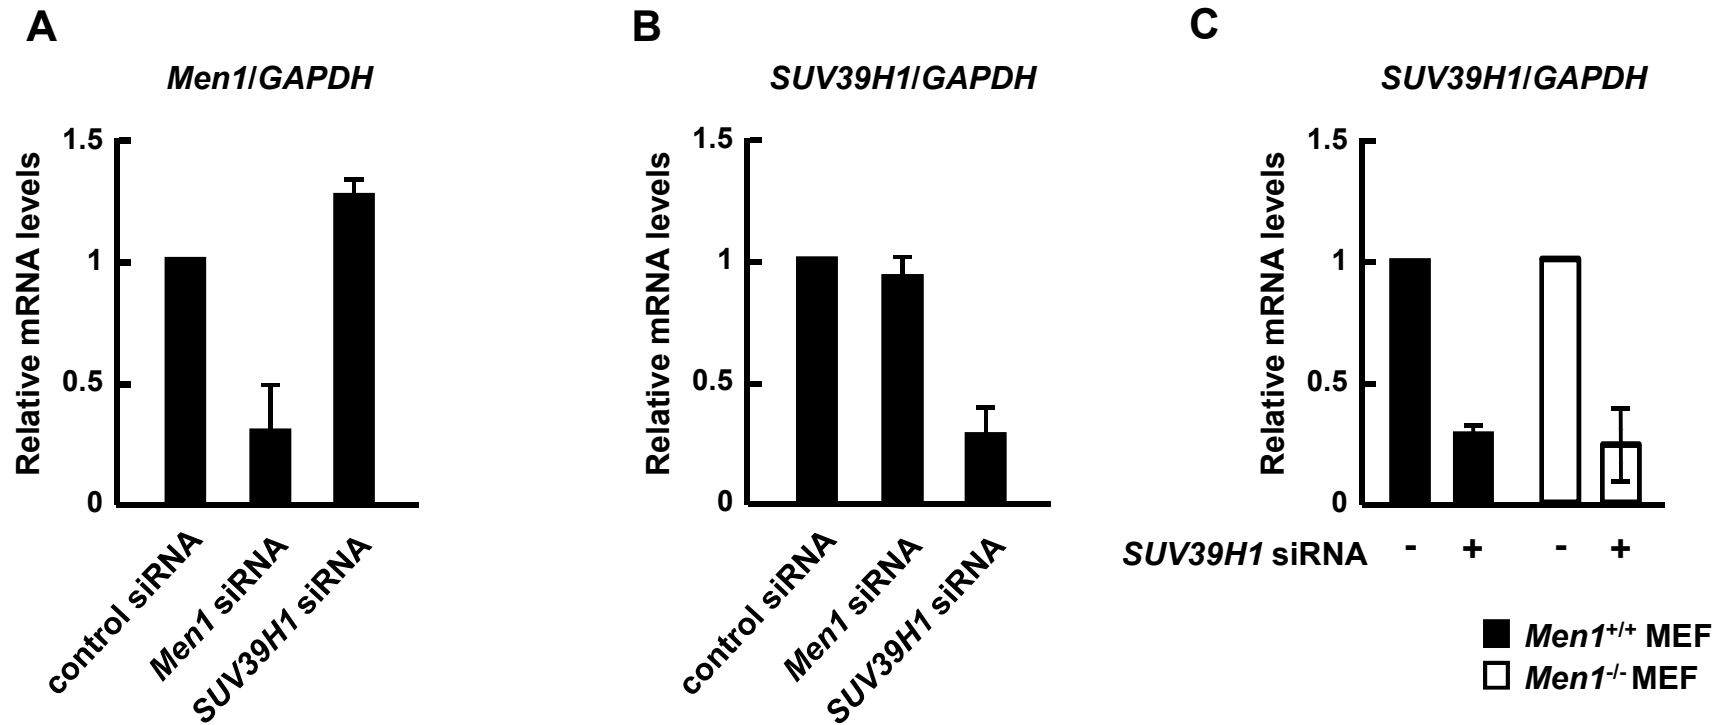 A
Men1/GAPDH
Relative mRNA levels
1.5
1
0.5
0
control siRNA
Men1 siRNA
SUV39H1 siRNA
B
SUV39H1/GAPDH
Relative mRNA levels
1.5
1
0.5
0
control siRNA
Men1 siRNA
SUV39H1 siRNA
C
SUV39H1/GAPDH
Relative mRNA levels
1.5
1
0.5
0
SUV39H1 siRNA - + - +
Men1+/+ MEF
Men1-/- MEF